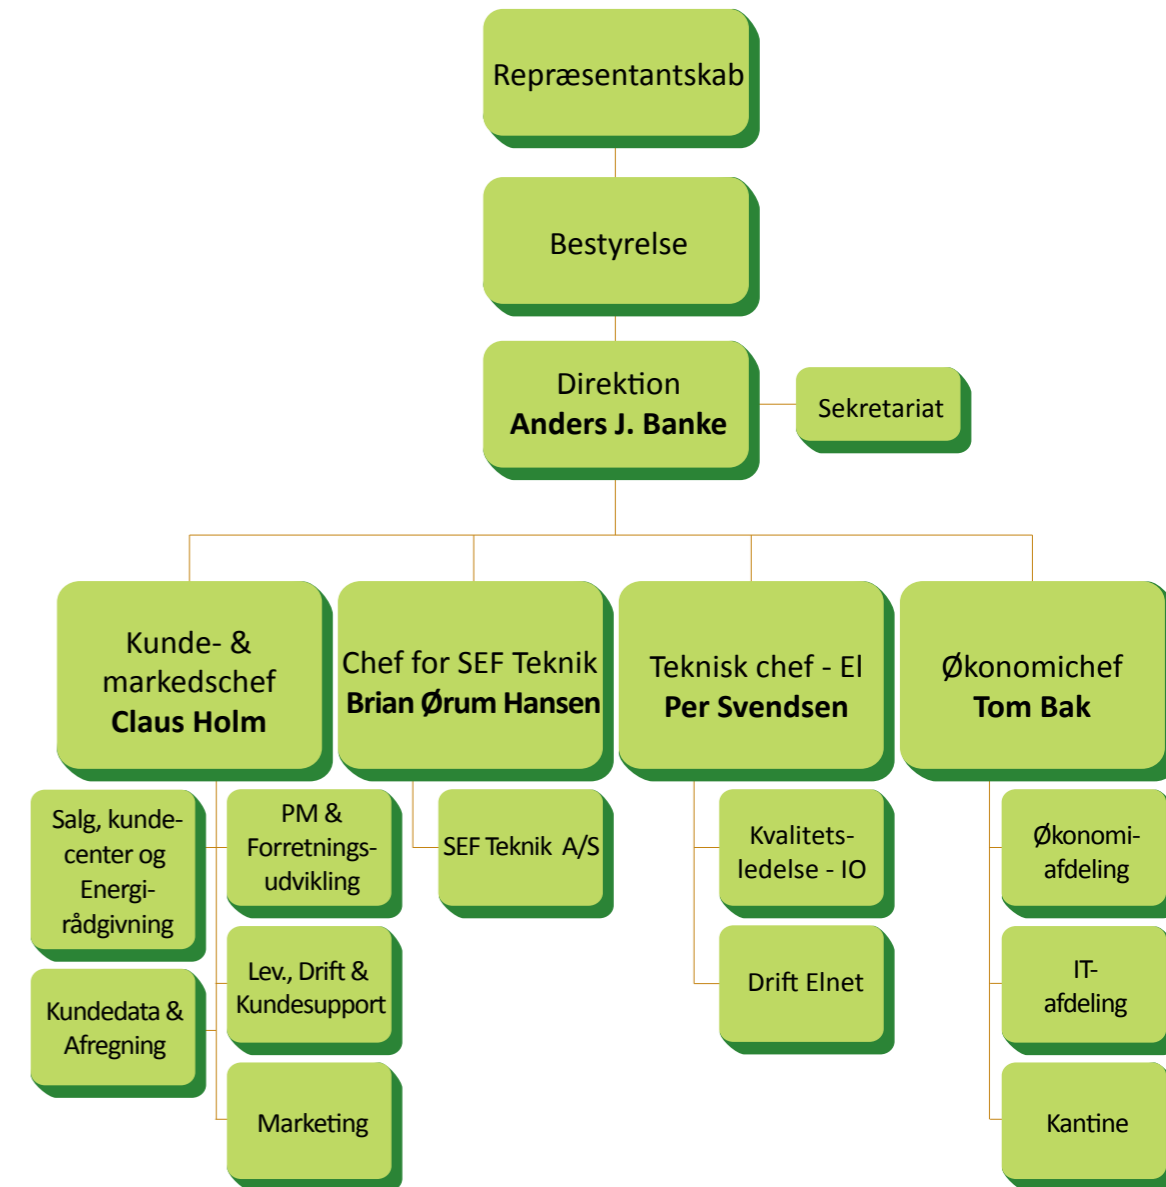 Repræsentantskab
Bestyrelse
Direktion
Anders J. Banke
Sekretariat
Kunde- &
markedschef
Claus Holm
Chef for SEF Teknik
Brian Ørum Hansen
Teknisk chef - El
Per Svendsen
Økonomichef
Tom Bak
Salg, kunde-
center og
Energi-
rådgivning
PM &
Forretnings-
udvikling
Kundedata &
Afregning
Lev., Drift &
Kundesupport
Marketing
SEF Teknik A/S
Kvalitets-
ledelse - IO
Drift Elnet
Økonomi-
afdeling
IT-
afdeling
Kantine